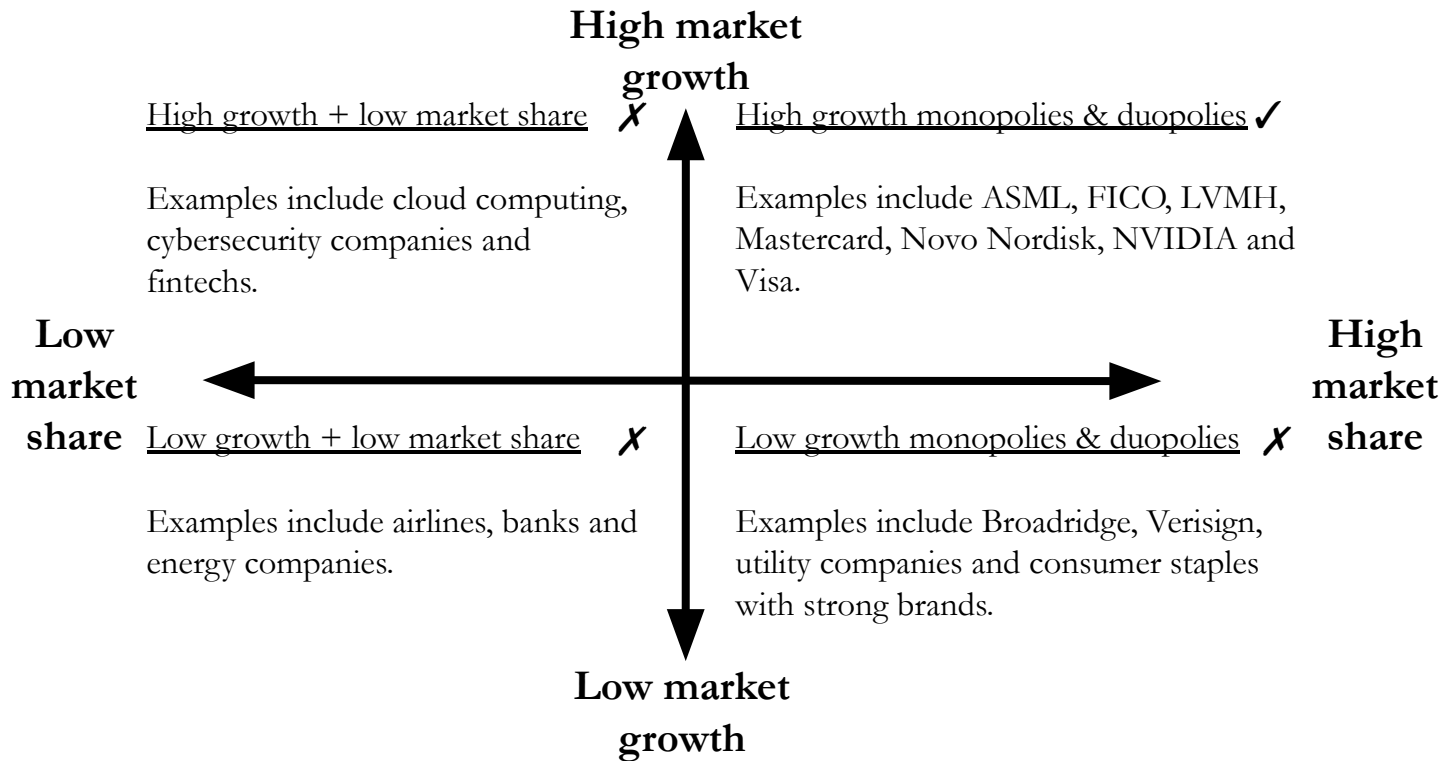 High market
growth
High growth + low market share ✗
Examples include cloud computing,
cybersecurity companies and
fintechs.
High growth monopolies & duopolies ✓
Examples include ASML, FICO, LVMH,
Mastercard, Novo Nordisk, NVIDIA and
Visa.
Low
market
share
High
market
share
Low growth + low market share ✗
Examples include airlines, banks and
energy companies.
Low growth monopolies & duopolies ✗
Examples include Broadridge, Verisign,
utility companies and consumer staples
with strong brands.
Low market
growth